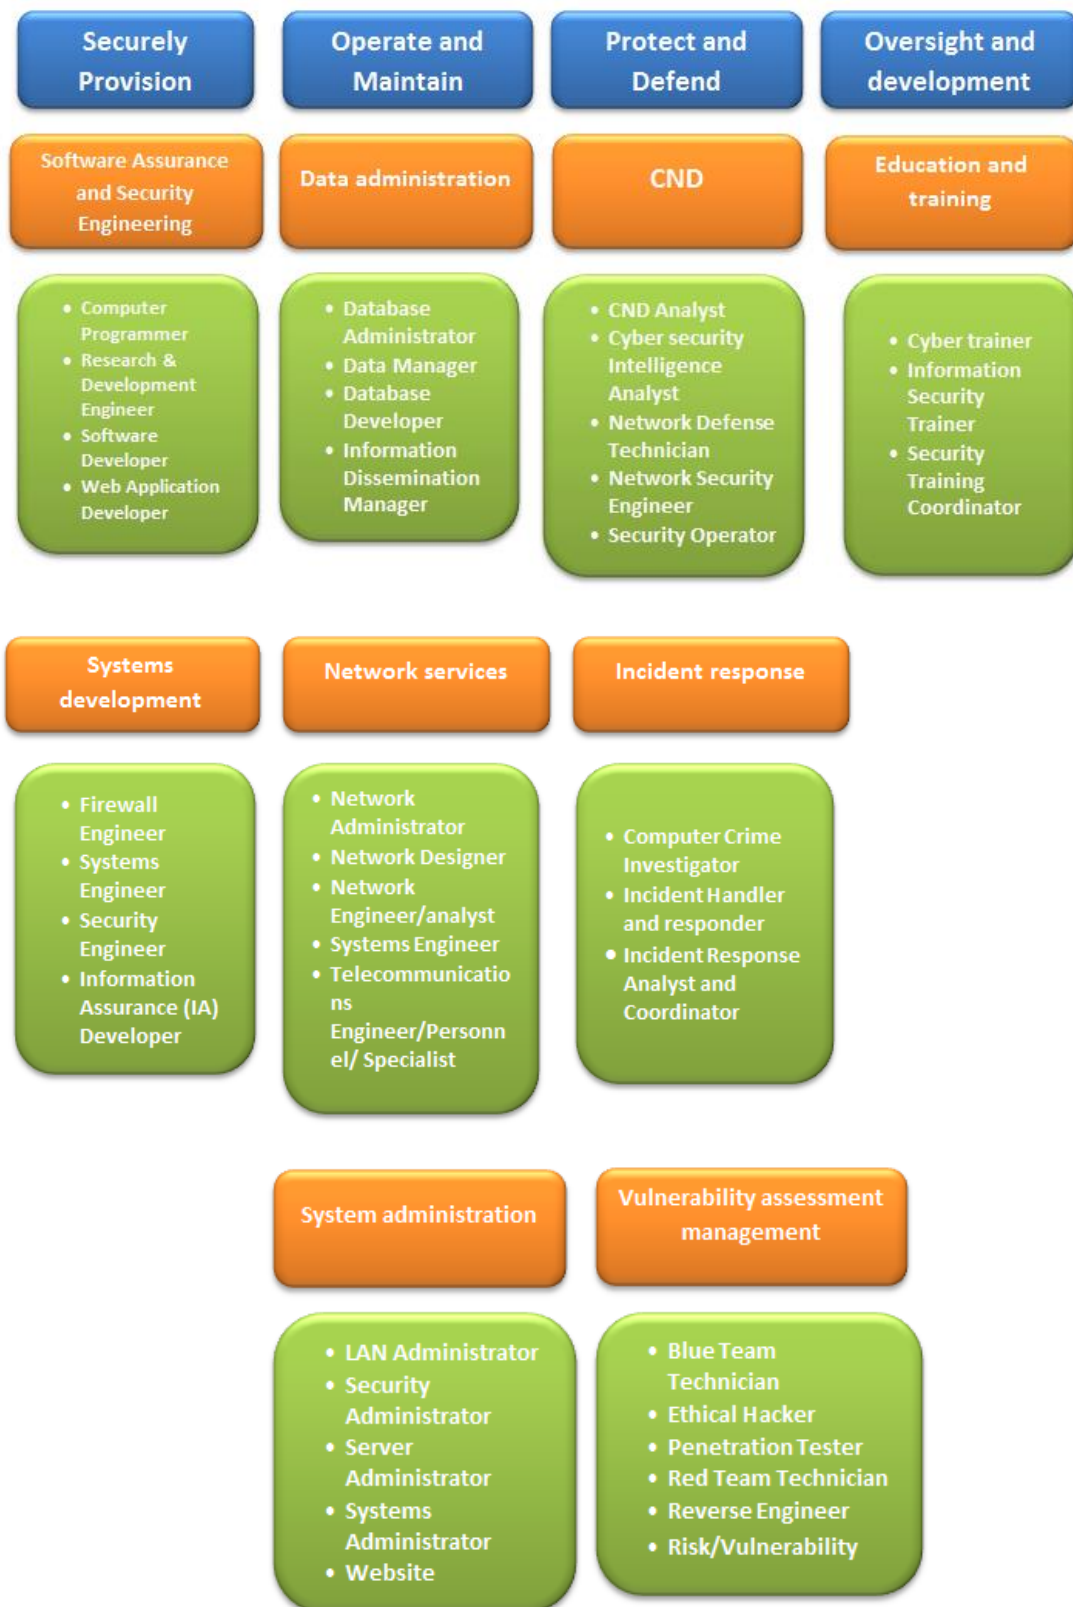 Securely
Provision
Operate and
Maintain
Protect and
Defend
Oversight and
development
Software Assurance
and Security
Engineering
Data administration
CND
Education and
training
• Computer
Programmer
• Research &
Development
Engineer
• Software
Developer
• Web Application
Developer
• Database
Administrator
• Data Manager
• Database
Developer
• Information
Dissemination
Manager
• CND Analyst
• Cyber security
Intelligence
Analyst
• Network Defense
Technician
• Network Security
Engineer
• Security Operator
• Cyber trainer
• Information
Security
Trainer
• Security
Training
Coordinator
Systems
development
Network services
Incident response
• Firewall
Engineer
• Systems
Engineer
• Security
Engineer
• Information
Assurance (IA)
Developer
• Network
Administrator
• Network Designer
• Network
Engineer/analyst
• Systems Engineer
• Telecommunicatio
ns
Engineer/Personn
el/ Specialist
• Computer Crime
Investigator
• Incident Handler
and responder
• Incident Response
Analyst and
Coordinator
System administration
Vulnerability assessment
management
• LAN Administrator
• Security
Administrator
• Server
Administrator
• Systems
Administrator
• Website
• Blue Team
Technician
• Ethical Hacker
• Penetration Tester
• Red Team Technician
• Reverse Engineer
• Risk/Vulnerability